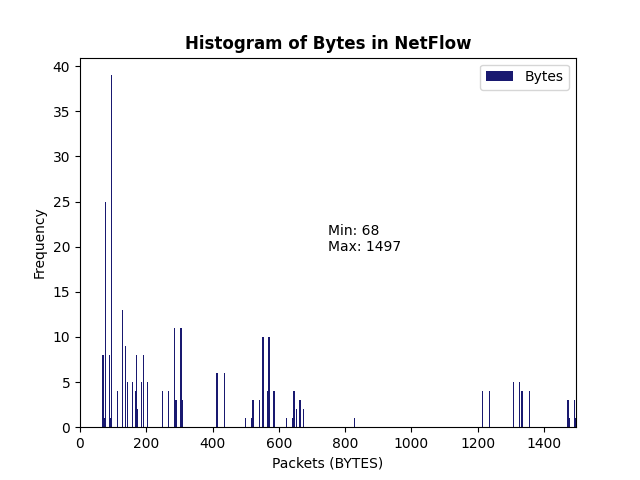 Histogram of Bytes in NetFlow
Bytes
40
35
30
25
20
15
10
5
0
Frequency
Min: 68
Max: 1497
0 200 400 600 800 1000 1200 1400
Packets (BYTES)